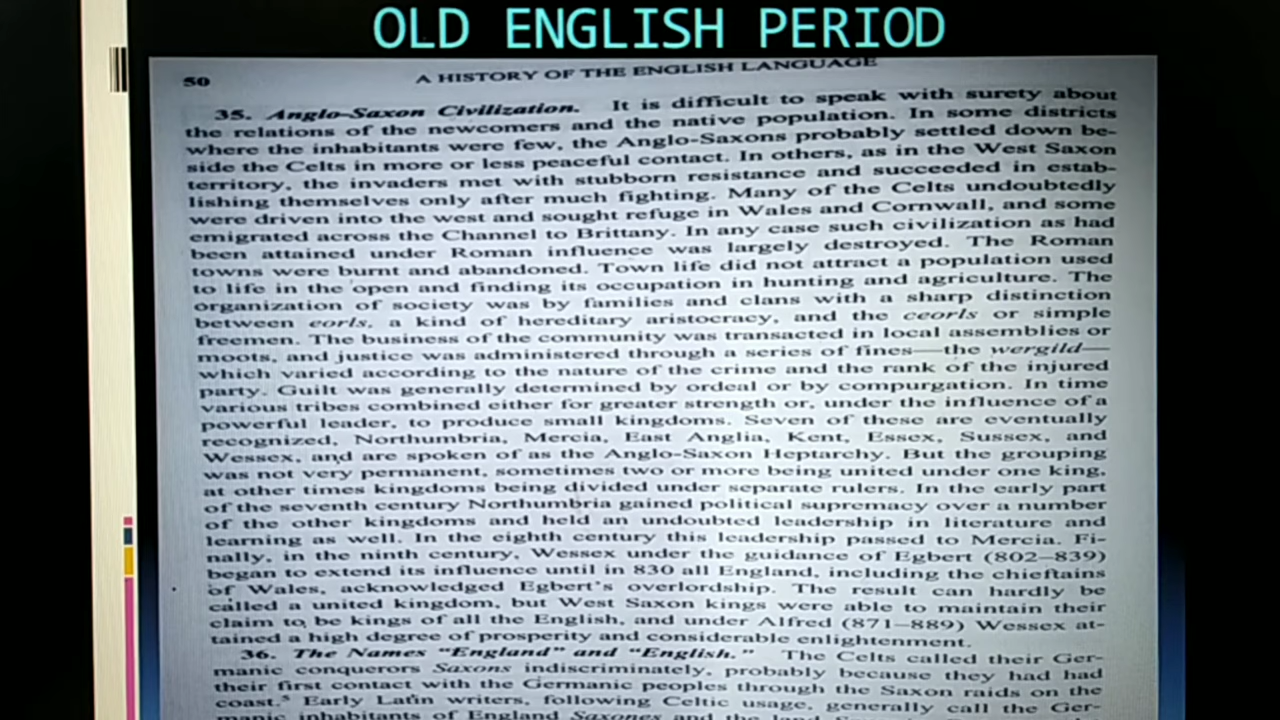 OLD ENGLISH PERIOD
50
A HISTORY OF THE ENGLISH LANGUAGE
35. Anglo-Saxon Civilization. It is difficult to speak with surety about
the relations of the newcomers and the native population. In some districts
where the inhabitants were few, the Anglo-Saxons probably settled down be-
side the Celts in more or less peaceful contact. In others, as in the West Saxon
territory, the invaders met with stubborn resistance and succeeded in estab-
lishing themselves only after much fighting. Many of the Celts undoubtedly
were driven into the west and sought refuge in Wales and Cornwall, and some
emigrated across the Channel to Brittany. In any case such civilization as had
been attained under Roman influence was largely destroyed. The Roman
towns were burnt and abandoned. Town life did not attract a population used
to life in the open and finding its occupation in hunting and agriculture. The
organization of society was by families and clans with a sharp distinction
between eorls, a kind of hereditary aristocracy, and the ceorls or simple
freemen. The business of the community was transacted in local assemblies or
moots, and justice was administered through a series of fines—the wergild—
which varied according to the nature of the crime and the rank of the injured
party. Guilt was generally determined by ordeal or by compurgation. In time
various tribes combined either for greater strength or, under the influence of a
powerful leader, to produce small kingdoms. Seven of these are eventually
recognized, Northumbria, Mercia, East Anglia, Kent, Essex, Sussex, and
Wessex, and are spoken of as the Anglo-Saxon Heptarchy. But the grouping
was not very permanent, sometimes two or more being united under one king,
at other times kingdoms being divided under separate rulers. In the early part
of the seventh century Northumbria gained political supremacy over a number
of the other kingdoms and held an undoubted leadership in literature and
learning as well. In the eighth century this leadership passed to Mercia. Fi-
nally, in the ninth century, Wessex under the guidance of Egbert (802–839)
began to extend its influence until in 830 all England, including the chieftains
of Wales, acknowledged Egbert's overlordship. The result can hardly be
called a united kingdom, but West Saxon kings were able to maintain their
claim to be kings of all the English, and under Alfred (871–889) Wessex at-
tained a high degree of prosperity and considerable enlightenment.
36. The Names “England” and “English.” The Celts called their Ger-
manic conquerors Saxons indiscriminately, probably because they had had
their first contact with the Germanic peoples through the Saxon raids on the
coast.⁵ Early Latin writers, following Celtic usage, generally call the Ger-
manic inhabitants of England Saxones and the land